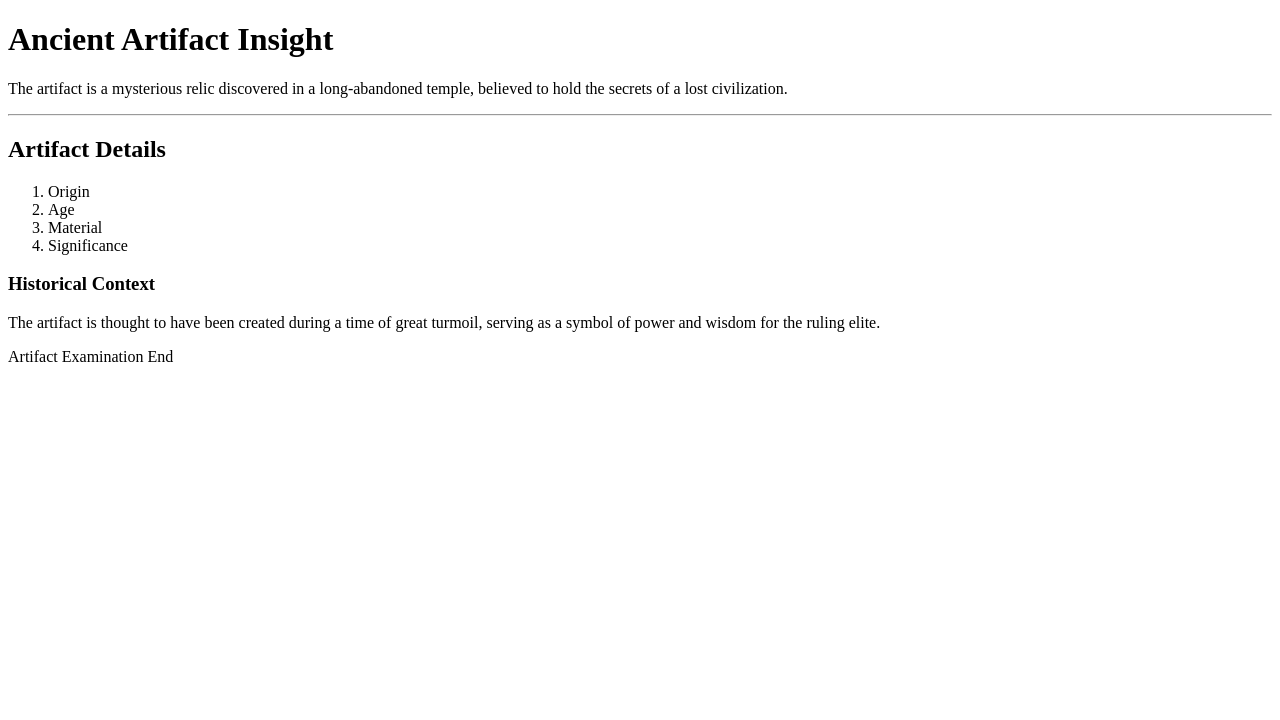 Ancient Artifact Insight
The artifact is a mysterious relic discovered in a long-abandoned temple, believed to hold the secrets of a lost civilization.
Artifact Details
1. Origin
2. Age
3. Material
4. Significance
Historical Context
The artifact is thought to have been created during a time of great turmoil, serving as a symbol of power and wisdom for the ruling elite.
Artifact Examination End